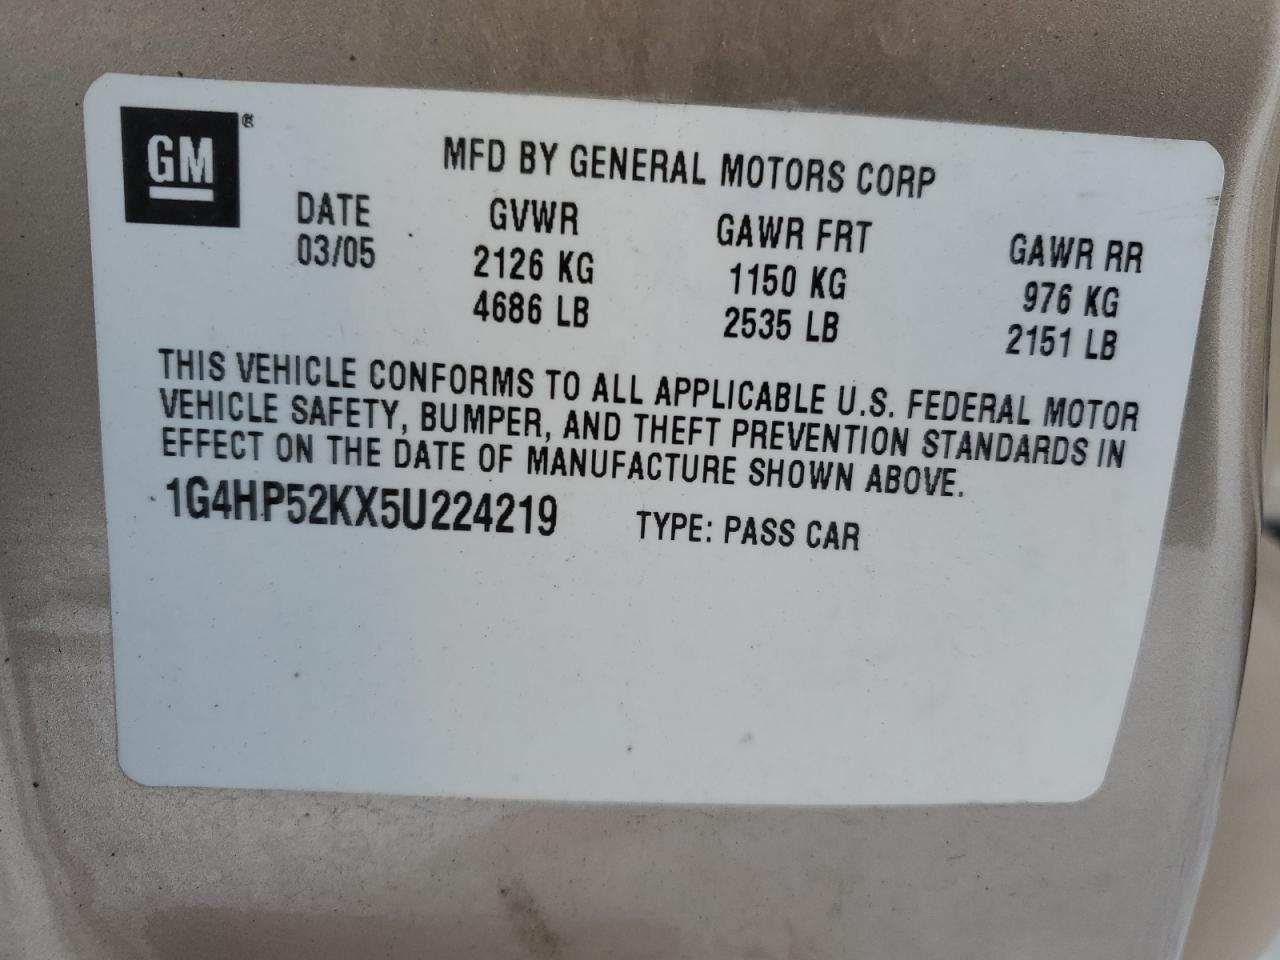 GM®
MFD BY GENERAL MOTORS CORP
DATE GVWR GAWR FRT GAWR RR
03/05 2126 KG 1150 KG 976 KG
4686 LB 2535 LB 2151 LB
THIS VEHICLE CONFORMS TO ALL APPLICABLE U.S. FEDERAL MOTOR
VEHICLE SAFETY, BUMPER, AND THEFT PREVENTION STANDARDS IN
EFFECT ON THE DATE OF MANUFACTURE SHOWN ABOVE.
1G4HP52KX5U224219 TYPE: PASS CAR